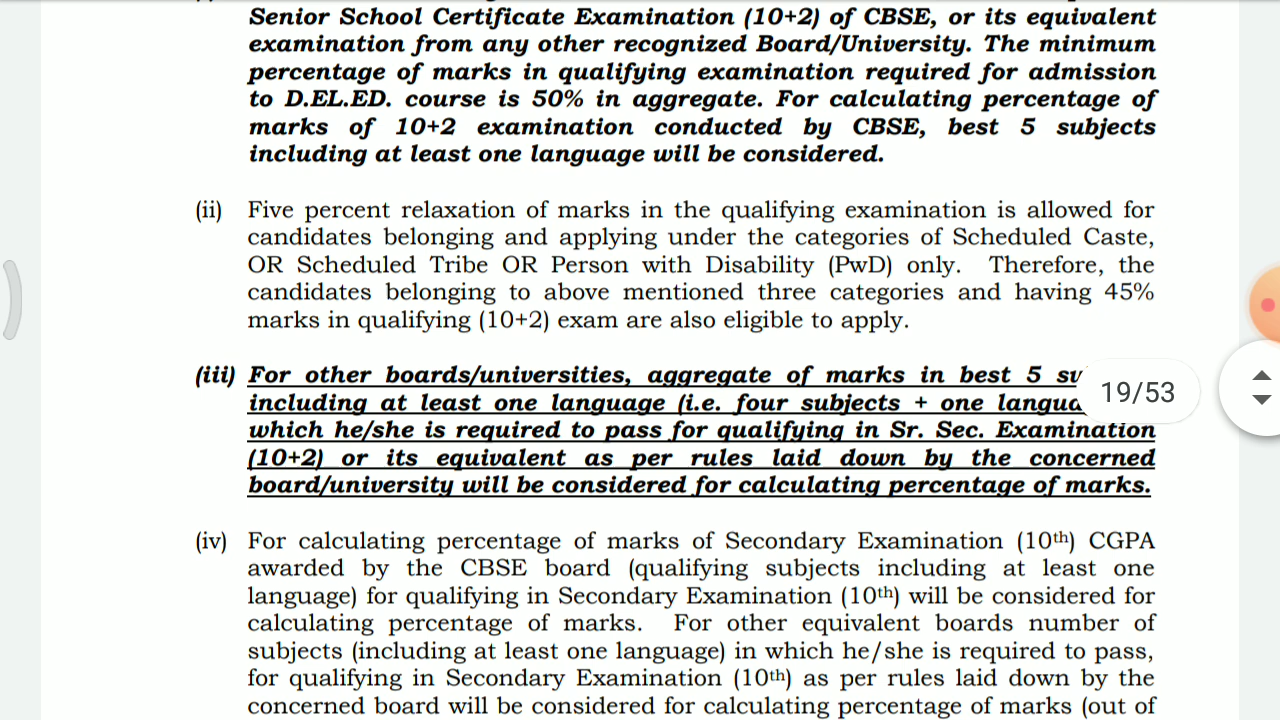 Senior School Certificate Examination (10+2) of CBSE, or its equivalent
examination from any other recognized Board/University. The minimum
percentage of marks in qualifying examination required for admission
to D.EL.ED. course is 50% in aggregate. For calculating percentage of
marks of 10+2 examination conducted by CBSE, best 5 subjects
including at least one language will be considered.
(ii) Five percent relaxation of marks in the qualifying examination is allowed for
candidates belonging and applying under the categories of Scheduled Caste,
OR Scheduled Tribe OR Person with Disability (PwD) only. Therefore, the
candidates belonging to above mentioned three categories and having 45%
marks in qualifying (10+2) exam are also eligible to apply.
(iii) For other boards/universities, aggregate of marks in best 5
including at least one language (i.e. four subjects + one
19/53
which he/she is required to pass for qualifying in Sr. Sec. Examination
(10+2) or its equivalent as per rules laid down by the concerned
board/university will be considered for calculating percentage of marks.
(iv) For calculating percentage of marks of Secondary Examination (10th) CGPA
awarded by the CBSE board (qualifying subjects including at least one
language) for qualifying in Secondary Examination (10th) will be considered for
calculating percentage of marks. For other equivalent boards number of
subjects (including at least one language) in which he/she is required to pass,
for qualifying in Secondary Examination (10th) as per rules laid down by the
concerned board will be considered for calculating percentage of marks (out of